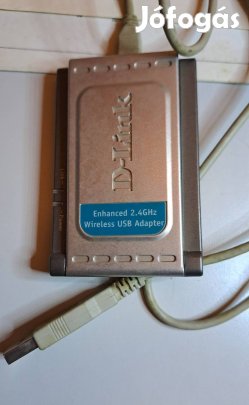 Jófogás
D-Link
Enhanced 2.4GHz
Wireless USB Adapter